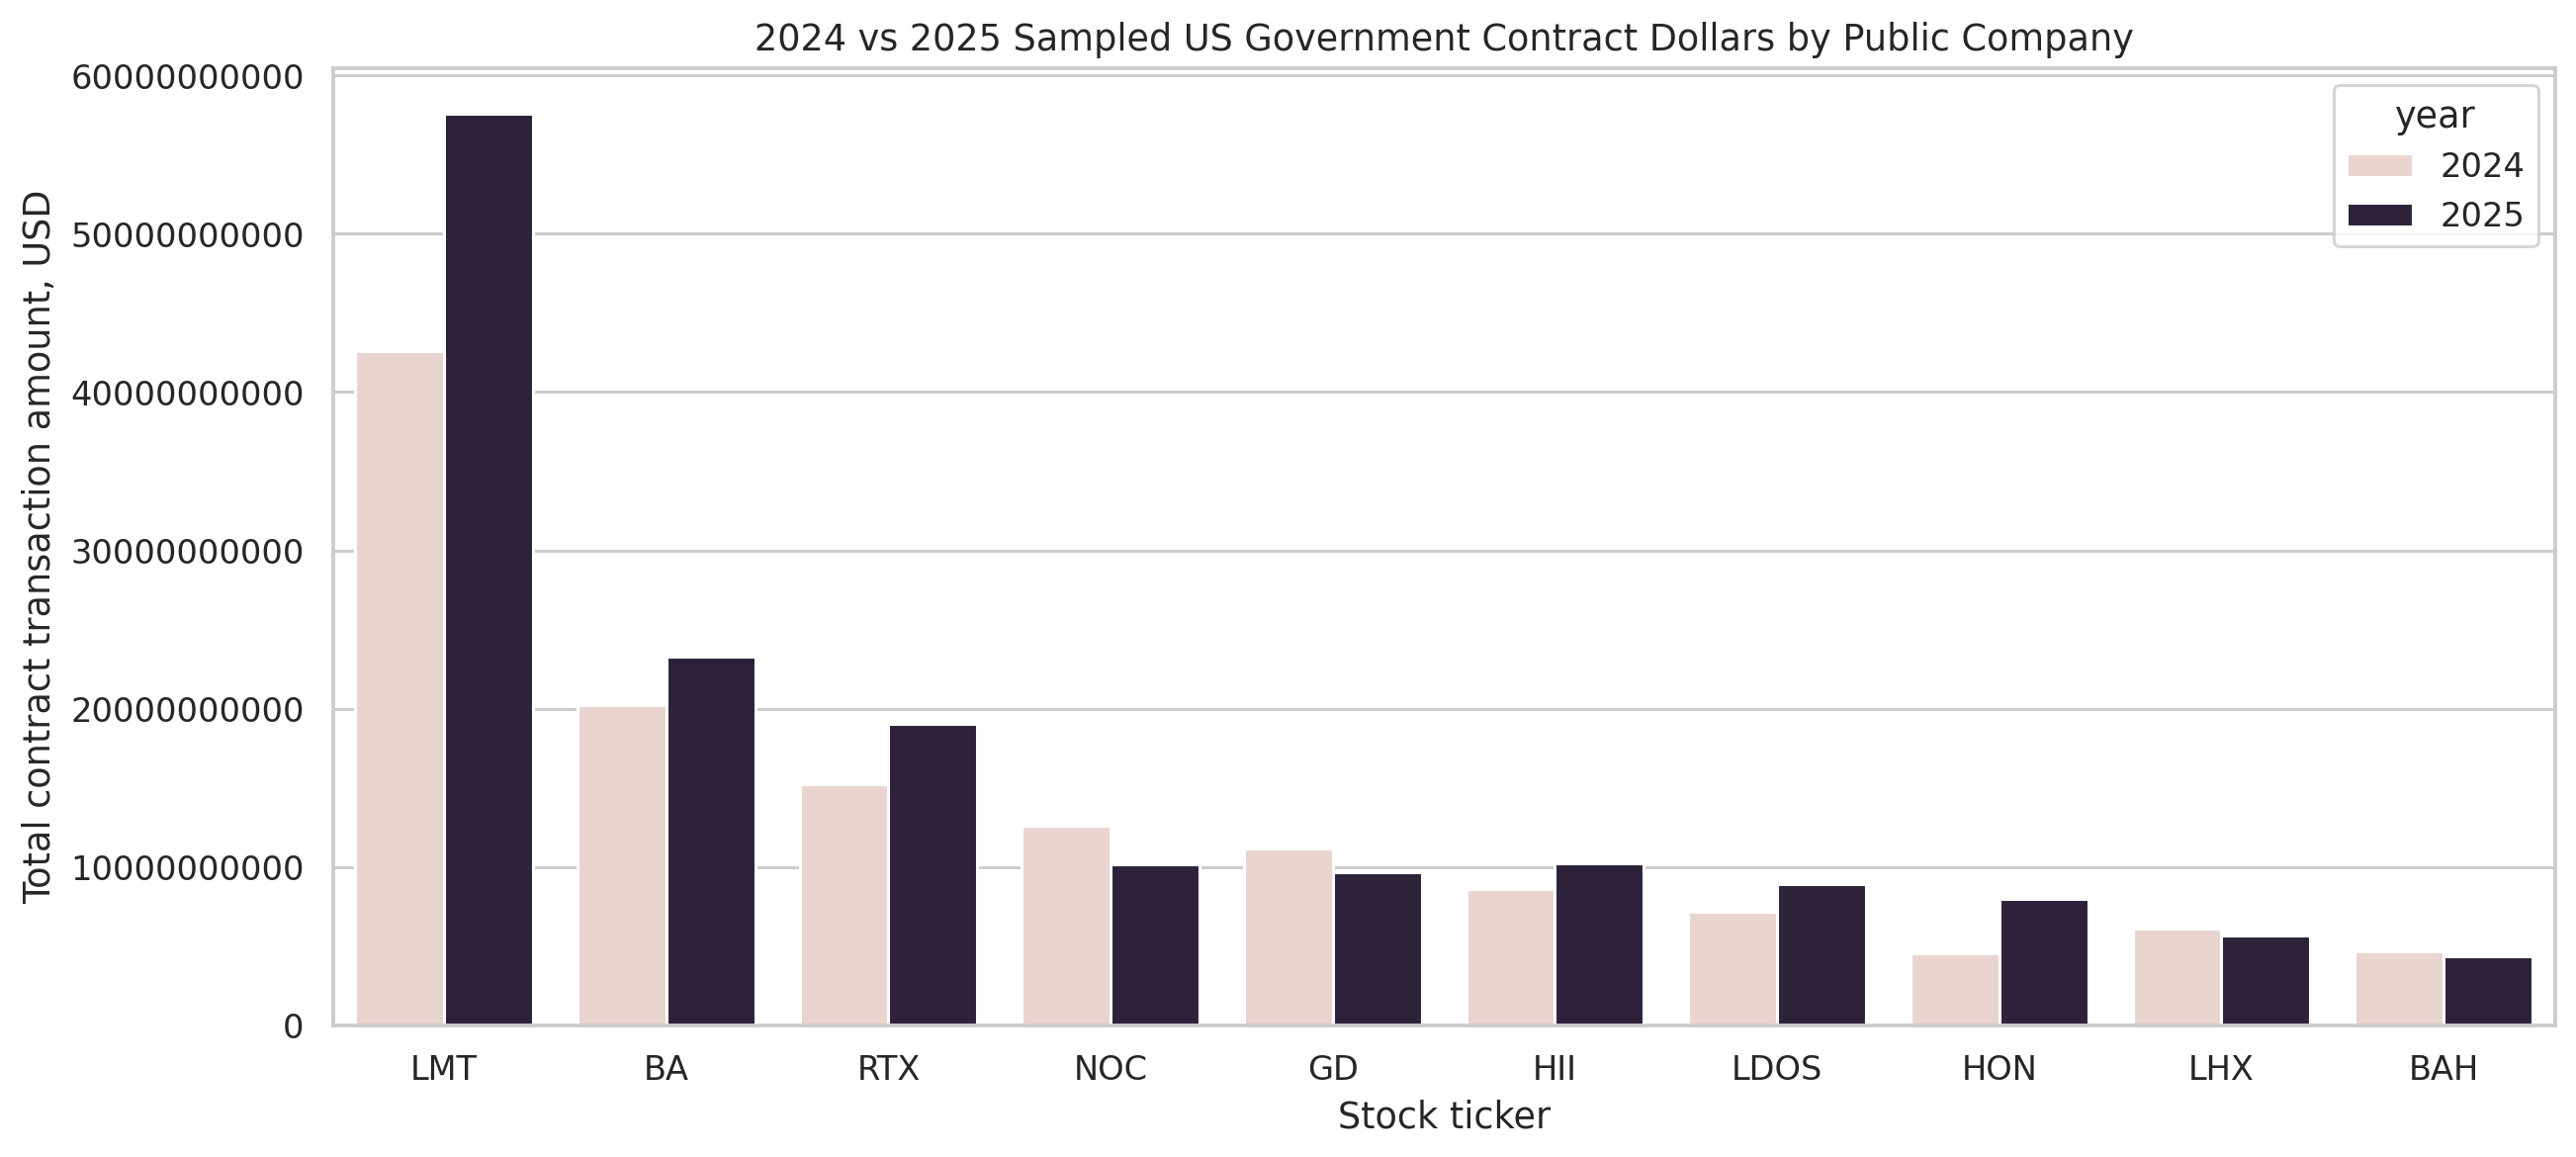 2024 vs 2025 Sampled US Government Contract Dollars by Public Company
Total contract transaction amount, USD
60000000000
50000000000
40000000000
30000000000
20000000000
10000000000
0
year
2024
2025
LMT
BA
RTX
NOC
GD
HII
LDOS
HON
LHX
BAH
Stock ticker